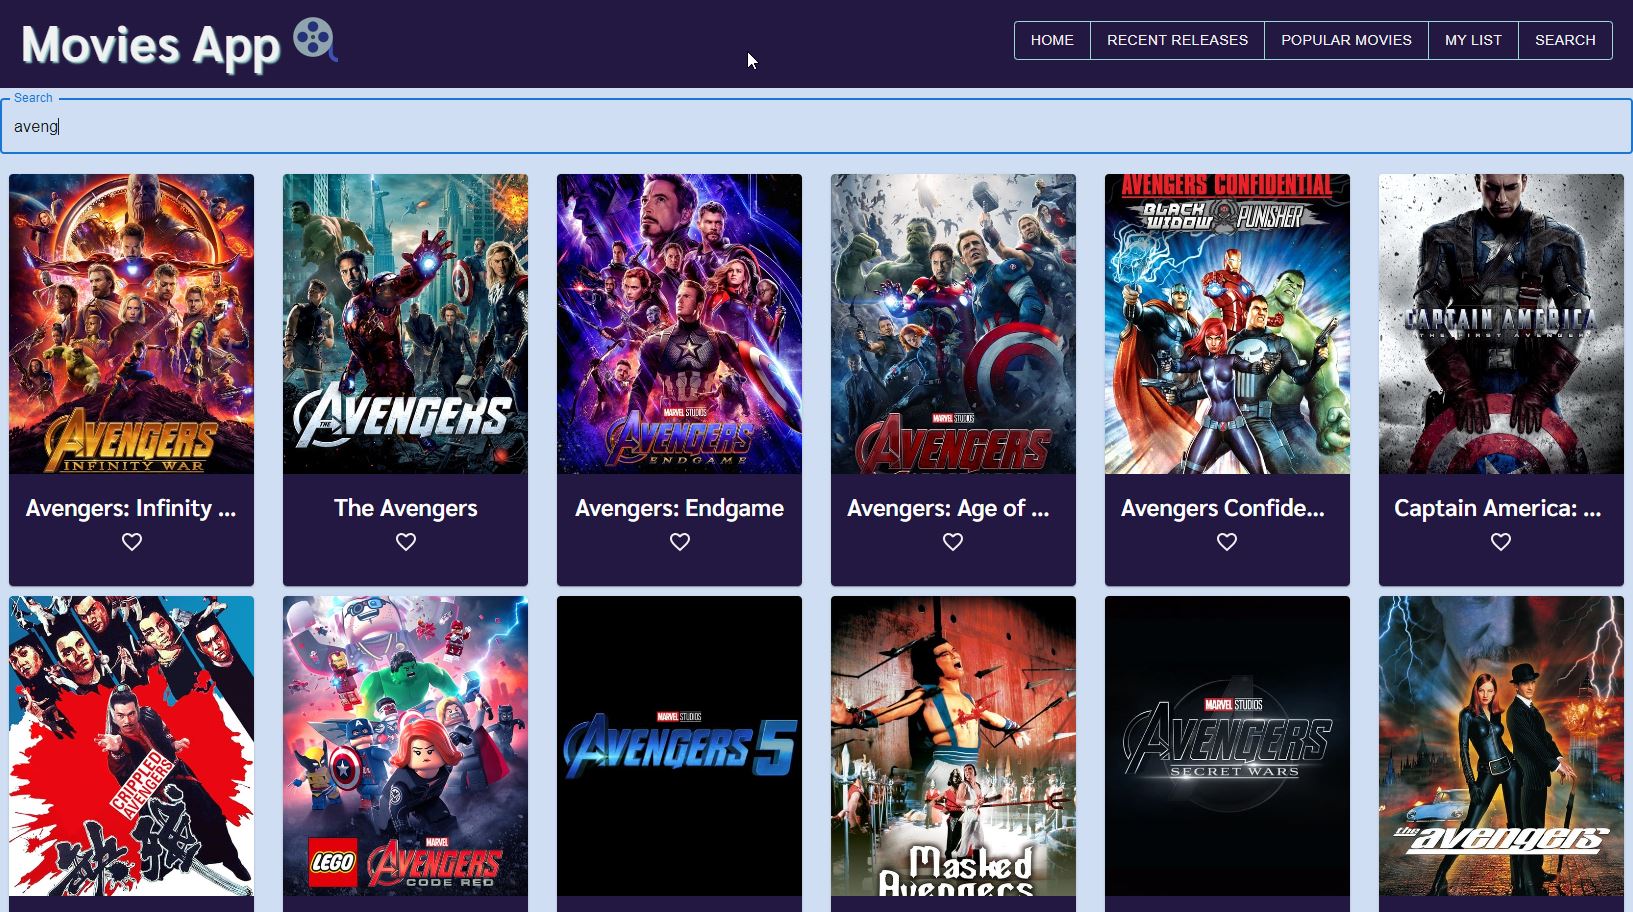 Movies App
HOME
RECENT RELEASES
POPULAR MOVIES
MY LIST
SEARCH
Search
aveng
AVENGERS
INFINITY WAR
THE AVENGERS
MARVEL STUDIOS
AVENGERS
ENDGAME
MARVEL STUDIOS
AVENGERS
AVENGERS CONFIDENTIAL
BLACK WIDOW & PUNISHER
CAPTAIN AMERICA
THE FIRST AVENGER
Avengers: Infinity ...
The Avengers
Avengers: Endgame
Avengers: Age of ...
Avengers Confide...
Captain America: ...
CRIPPLED
AVENGERS
LEGO
MARVEL
AVENGERS
CODE RED
MARVEL STUDIOS
AVENGERS 5
Masked
Avengers
MARVEL STUDIOS
AVENGERS
SECRET WARS
the avengers